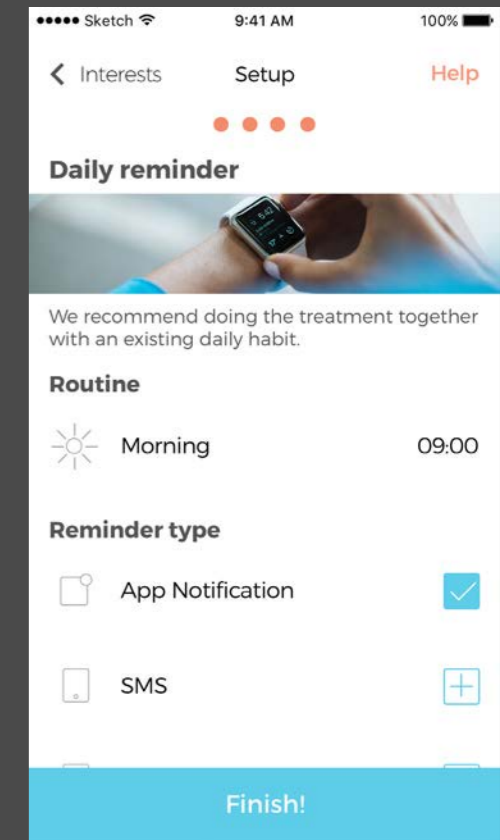 Sketch 9:41 AM 100%
Interests Setup Help
Daily reminder
We recommend doing the treatment together
with an existing daily habit.
Routine
Morning 09:00
Reminder type
App Notification
SMS
Finish!